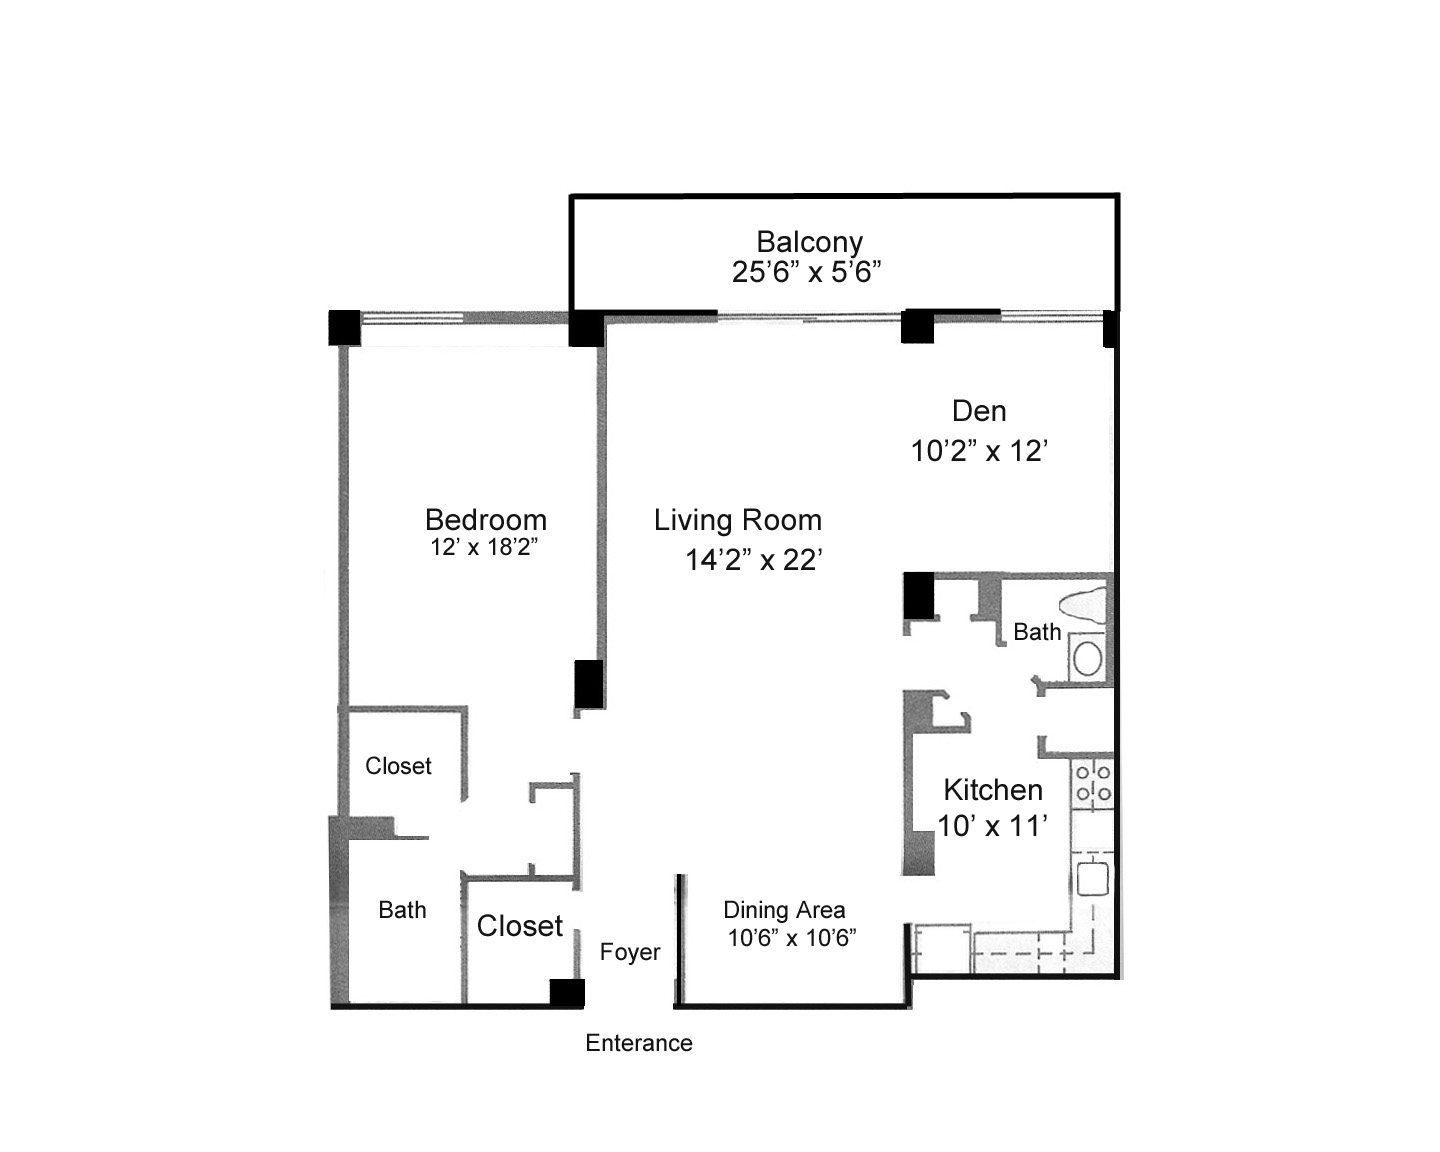 Balcony
25’6” x 5’6”
Den
10’2” x 12’
Bedroom
12’ x 18’2”
Living Room
14’2” x 22’
Bath
Closet
Kitchen
10’ x 11’
Bath
Closet
Foyer
Dining Area
10’6” x 10’6”
Enterance